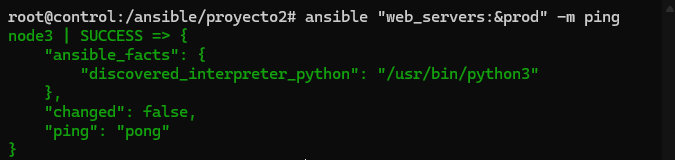 root@control:/ansible/proyecto2# ansible "web_servers:&prod" -m ping
node3 | SUCCESS => {
    "ansible_facts": {
        "discovered_interpreter_python": "/usr/bin/python3"
    },
    "changed": false,
    "ping": "pong"
}